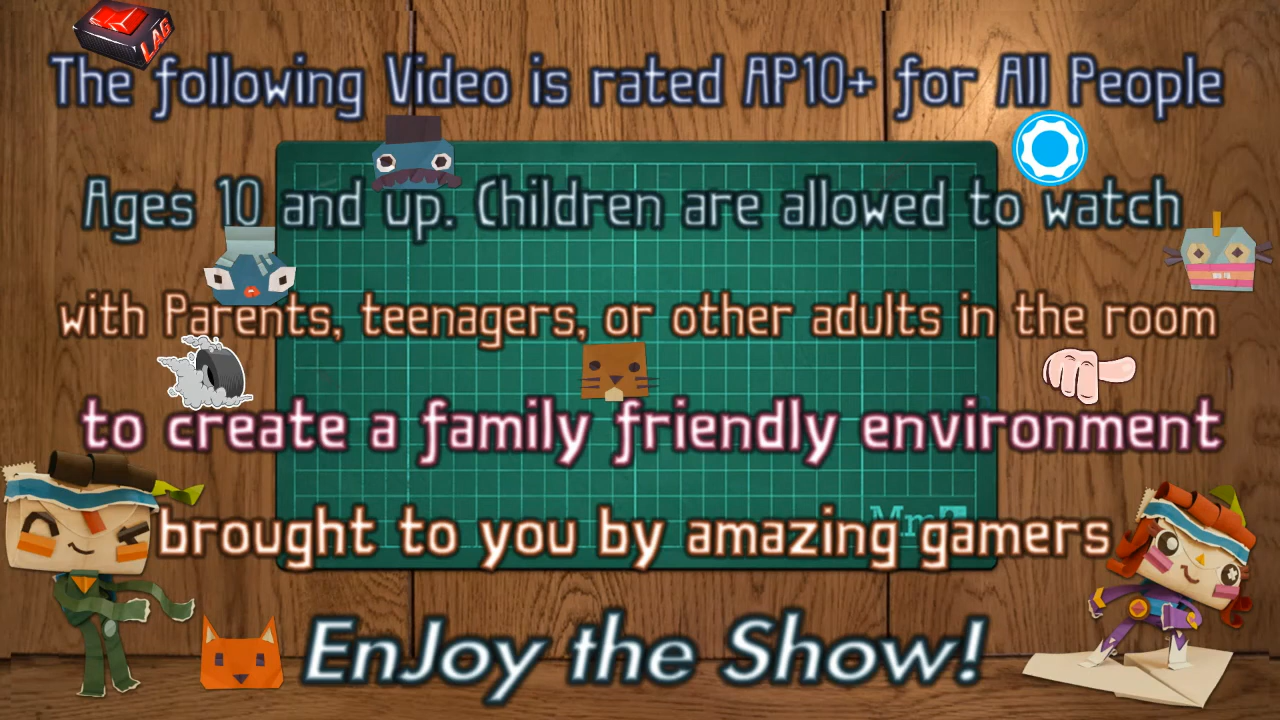 LAG
The following Video is rated AP10+ for All People
Ages 10 and up. Children are allowed to watch
with Parents, teenagers, or other adults in the room
to create a family friendly environment
brought to you by amazing gamers
EnJoy the Show!